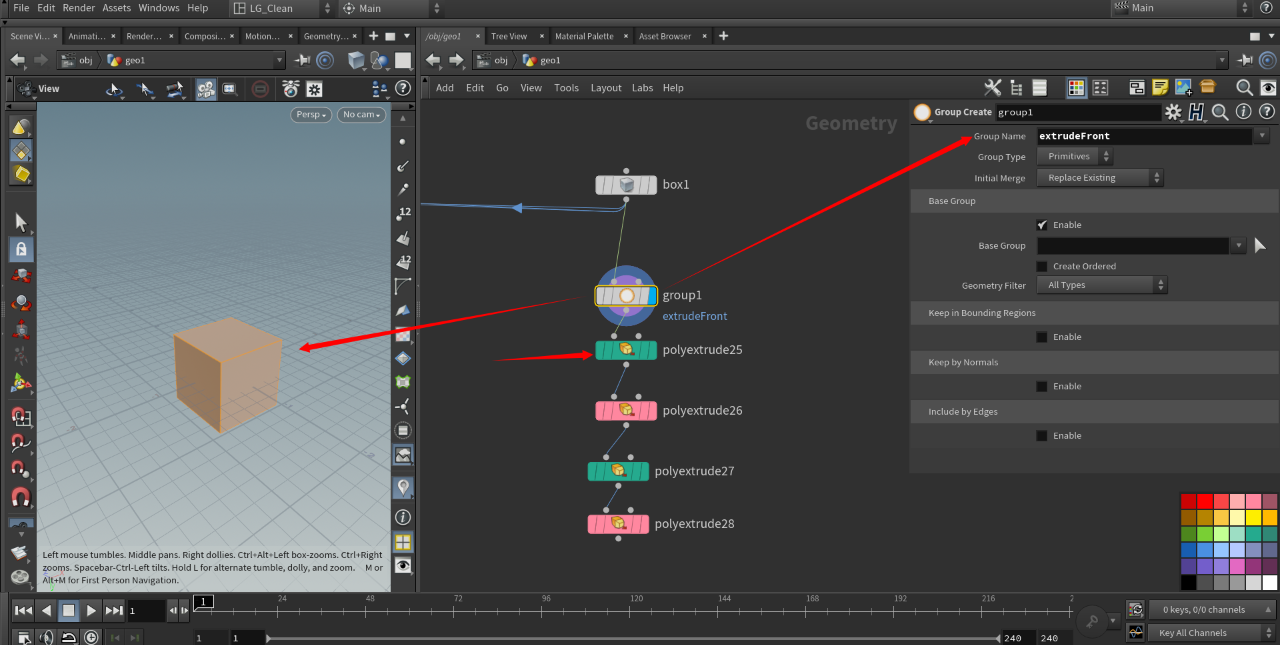 File Edit Render Assets Windows Help LG_Clean Main Main
Scene Vi... Animati... Render... Composi... Motion... Geometry... /obj/geo1 Tree View Material Palette Asset Browser
obj geo1 obj geo1
View Add Edit Go View Tools Layout Labs Help
Persp No cam
Geometry
Group Create group1
Group Name extrudeFront
Group Type Primitives
Initial Merge Replace Existing
Base Group
Enable
Base Group
Create Ordered
Geometry Filter All Types
Keep in Bounding Regions
Enable
Keep by Normals
Enable
Include by Edges
Enable
box1
group1
extrudeFront
polyextrude25
polyextrude26
polyextrude27
polyextrude28
12
12
Left mouse tumbles. Middle pans. Right dollies. Ctrl+Alt+Left box-zooms. Ctrl+Right
zooms. Spacebar-Ctrl-Left tilts. Hold L for alternate tumble, dolly, and zoom. M or
Alt+M for First Person Navigation.
1 1 24 48 72 96 120 144 168 192 216 2
0 keys, 0/0 channels
1 1 240 240
Key All Channels